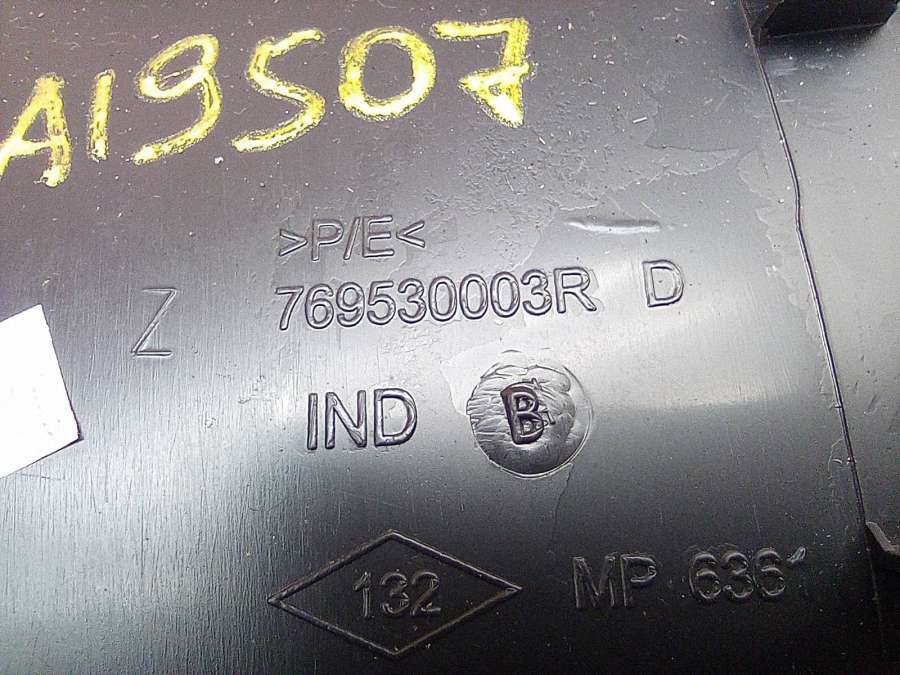 A19507
>P/E<
Z 769530003R D
IND B
132 MP 636